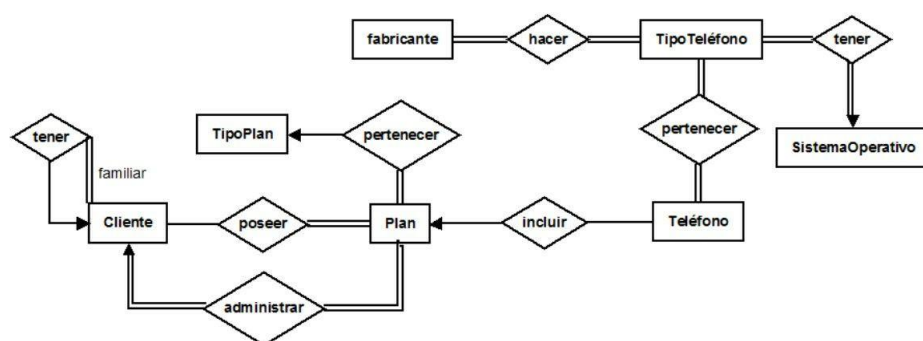 fabricante
hacer
TipoTeléfono
tener
tener
TipoPlan
pertenecer
pertenecer
SistemaOperativo
familiar
Cliente
poseer
Plan
incluir
Teléfono
administrar